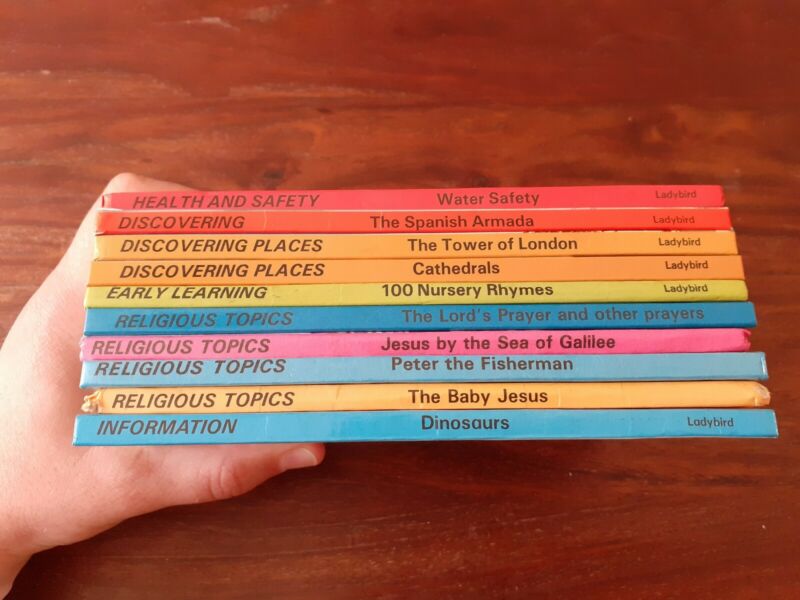 HEALTH AND SAFETY Water Safety Ladybird
DISCOVERING The Spanish Armada Ladybird
DISCOVERING PLACES The Tower of London Ladybird
DISCOVERING PLACES Cathedrals Ladybird
EARLY LEARNING 100 Nursery Rhymes Ladybird
RELIGIOUS TOPICS The Lord's Prayer and other prayers
RELIGIOUS TOPICS Jesus by the Sea of Galilee
RELIGIOUS TOPICS Peter the Fisherman
RELIGIOUS TOPICS The Baby Jesus
INFORMATION Dinosaurs Ladybird